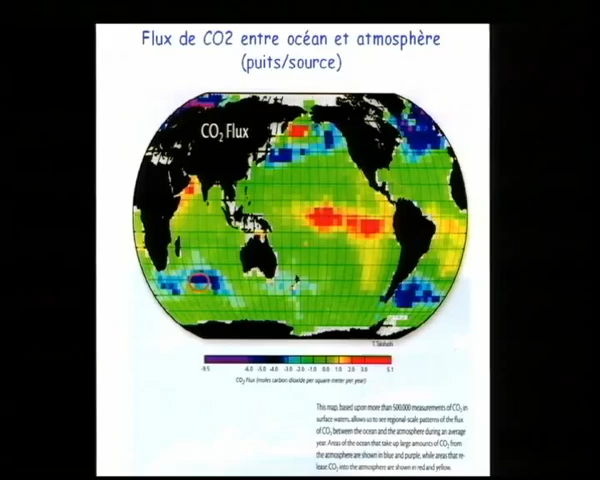 Flux de CO2 entre océan et atmosphère
(puits/source)
CO2 Flux
T. Takahashi
-9.5 -6.0 -5.0 -4.0 -3.0 -2.0 -1.0 0.0 1.0 2.0 3.0 5.1
CO2 Flux (moles carbon dioxide per square meter per year)
This map, based upon more than 500,000 measurements of CO2 in
surface waters, allows us to see regional-scale patterns of the flux
of CO2 between the ocean and the atmosphere during an average
year. Areas of the ocean that take up large amounts of CO2 from
the atmosphere are shown in blue and purple, while areas that re-
lease CO2 into the atmosphere are shown in red and yellow.